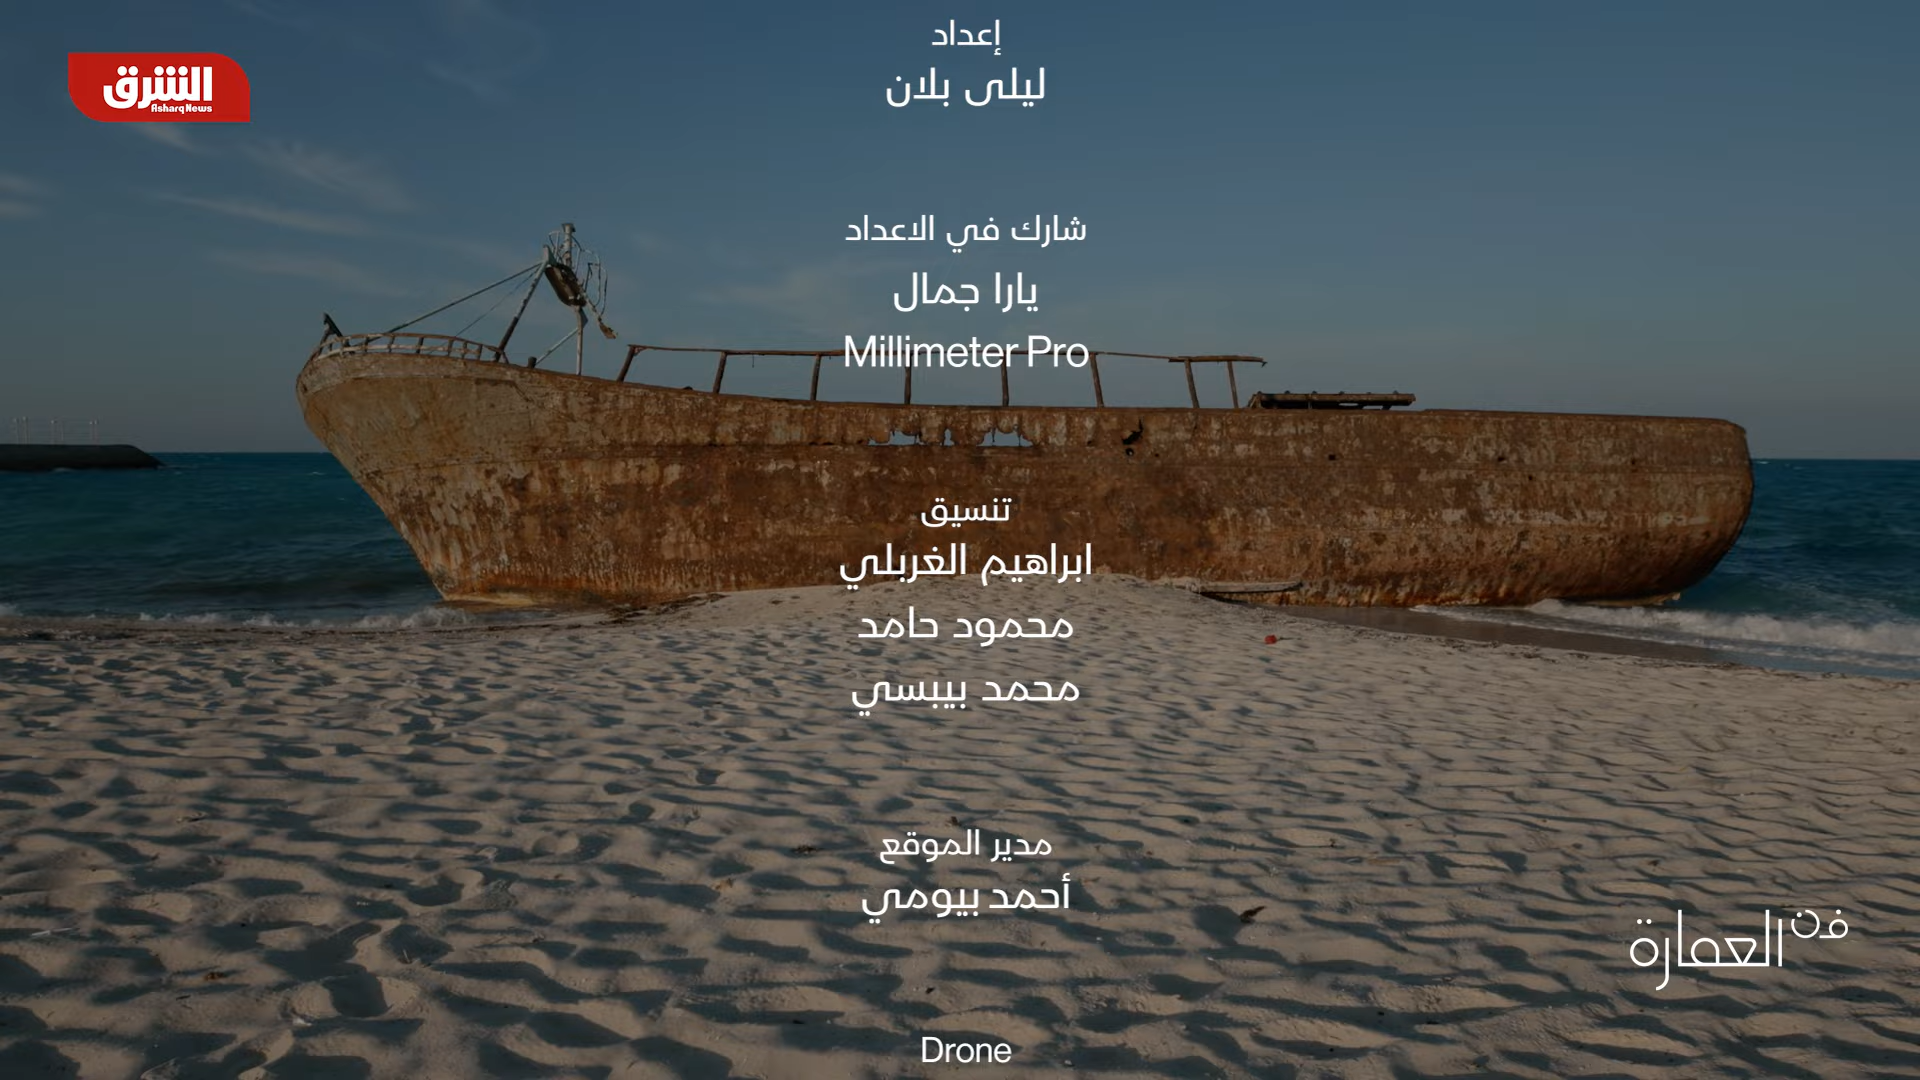 الشرق
Asharq News
إعداد
ليلى بلان
شارك في الاعداد
يارا جمال
Millimeter Pro
تنسيق
ابراهيم الغربلي
محمود حامد
محمد بيبسي
مدير الموقع
أحمد بيومي
فن العمارة
Drone